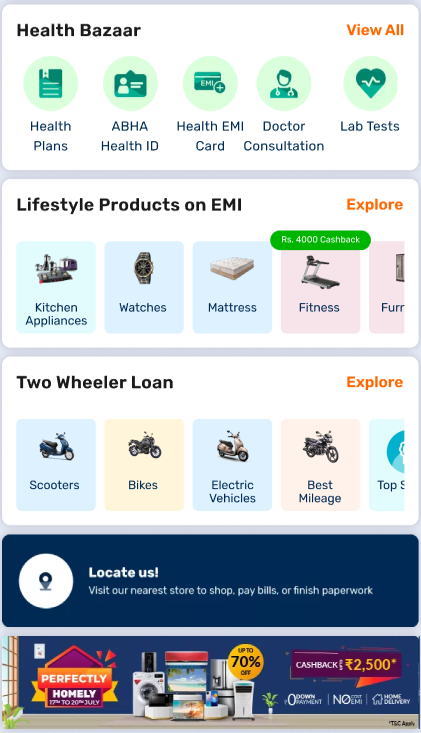 Health Bazaar
View All
EMI
Health
Plans
ABHA
Health ID
Health EMI
Card
Doctor
Consultation
Lab Tests
Lifestyle Products on EMI
Explore
Rs. 4000 Cashback
Kitchen
Appliances
Watches
Mattress
Fitness
Furr
Two Wheeler Loan
Explore
Scooters
Bikes
Electric
Vehicles
Best
Mileage
Top S
Locate us!
Visit our nearest store to shop, pay bills, or finish paperwork
PERFECTLY
HOMELY
17TH TO 20TH JULY
UP TO
70%
OFF
CASHBACK
₹2,500*
0 DOWN
PAYMENT
NO COST
EMI
HOME
DELIVERY
*T&C Apply